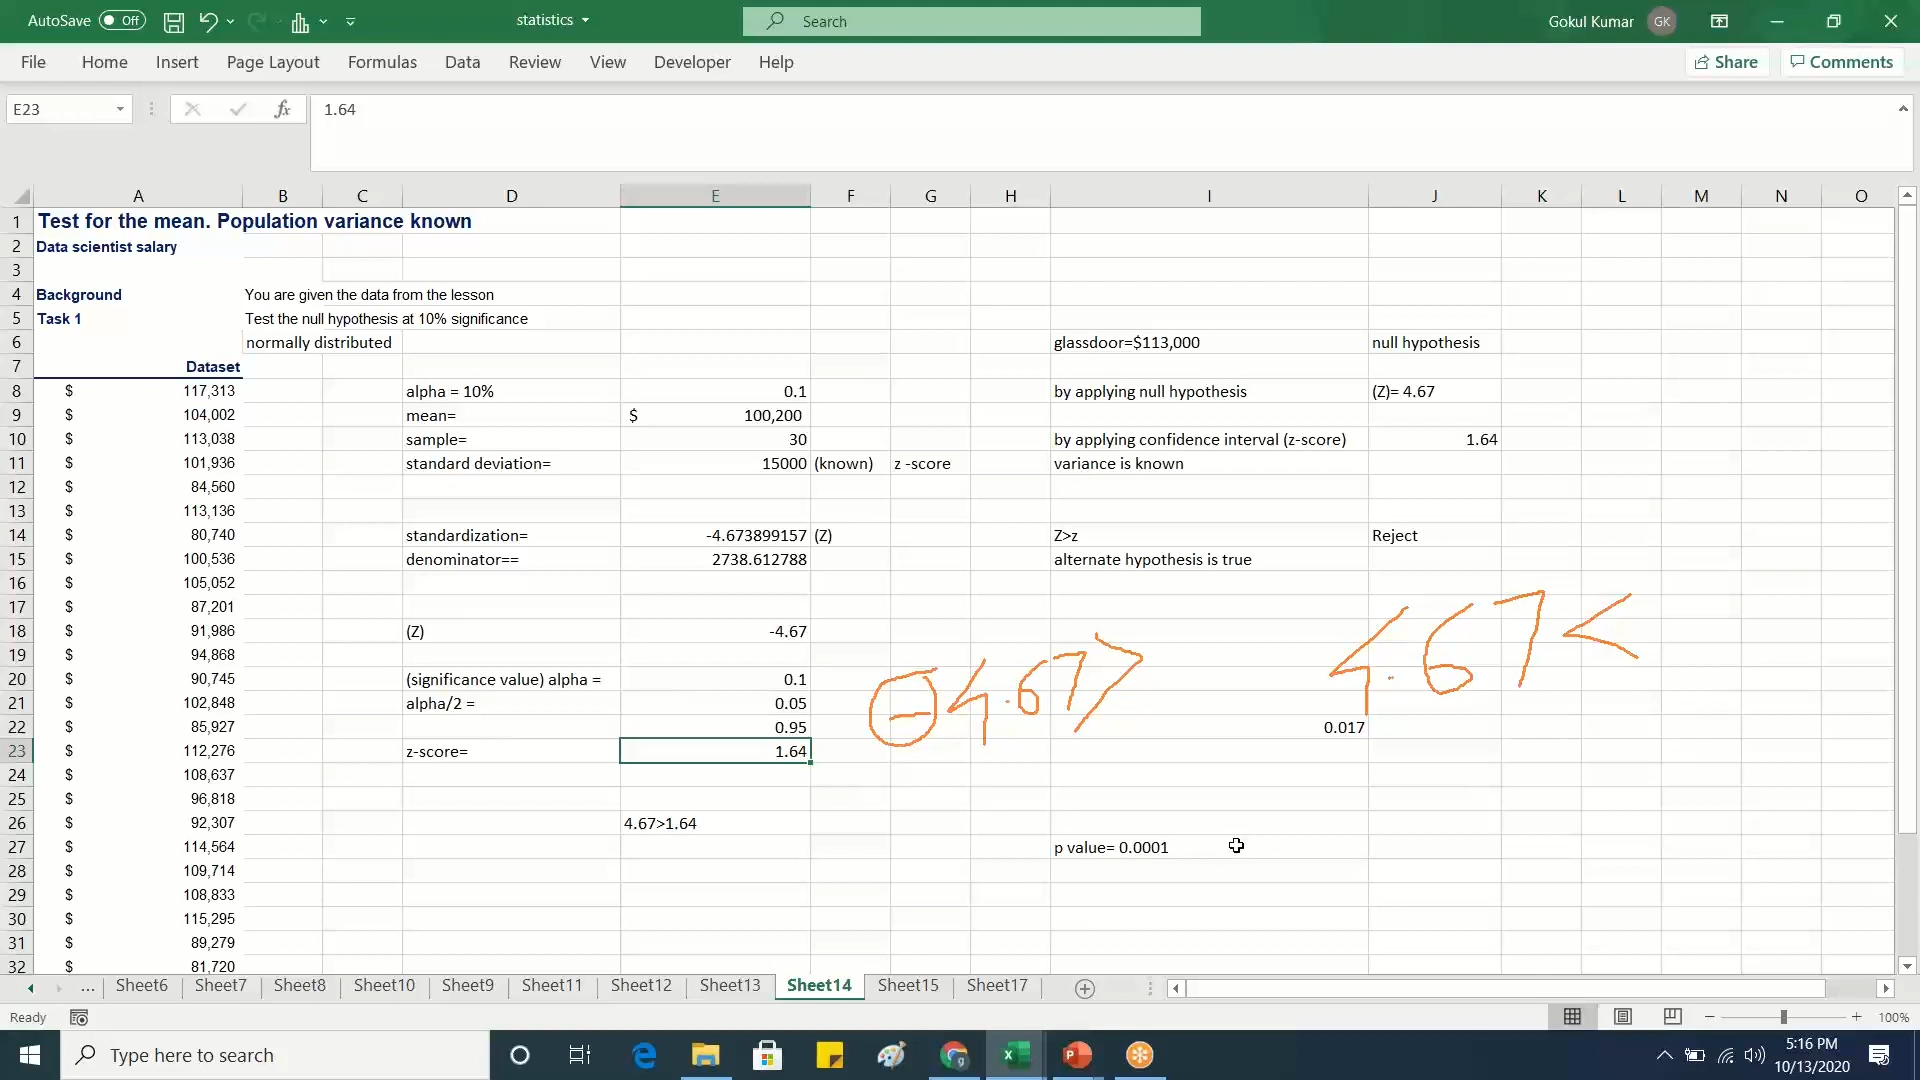 AutoSave Off statistics Search Gokul Kumar GK
File Home Insert Page Layout Formulas Data Review View Developer Help Share Comments
E23 fx 1.64
A B C D E F G H I J K L M N O
1 Test for the mean. Population variance known
2 Data scientist salary
3
4 Background You are given the data from the lesson
5 Task 1 Test the null hypothesis at 10% significance
6 normally distributed glassdoor=$113,000 null hypothesis
7 Dataset
8 $ 117,313 alpha = 10% 0.1 by applying null hypothesis (Z)= 4.67
9 $ 104,002 mean= $ 100,200
10 $ 113,038 sample= 30 by applying confidence interval (z-score) 1.64
11 $ 101,936 standard deviation= 15000 (known) z -score variance is known
12 $ 84,560
13 $ 113,136
14 $ 80,740 standardization= -4.673899157 (Z) Z>z Reject
15 $ 100,536 denominator== 2738.612788 alternate hypothesis is true
16 $ 105,052
17 $ 87,201
18 $ 91,986 (Z) -4.67
19 $ 94,868
4.67<
20 $ 90,745 (significance value) alpha = 0.1
21 $ 102,848 alpha/2 = 0.05
-4.67>
22 $ 85,927 0.95 0.017
23 $ 112,276 z-score= 1.64
24 $ 108,637
25 $ 96,818
26 $ 92,307 4.67>1.64
27 $ 114,564 p value= 0.0001
28 $ 109,714
29 $ 108,833
30 $ 115,295
31 $ 89,279
32 $ 81,720
... Sheet6 Sheet7 Sheet8 Sheet10 Sheet9 Sheet11 Sheet12 Sheet13 Sheet14 Sheet15 Sheet17
Ready 100%
Type here to search 5:16 PM
10/13/2020